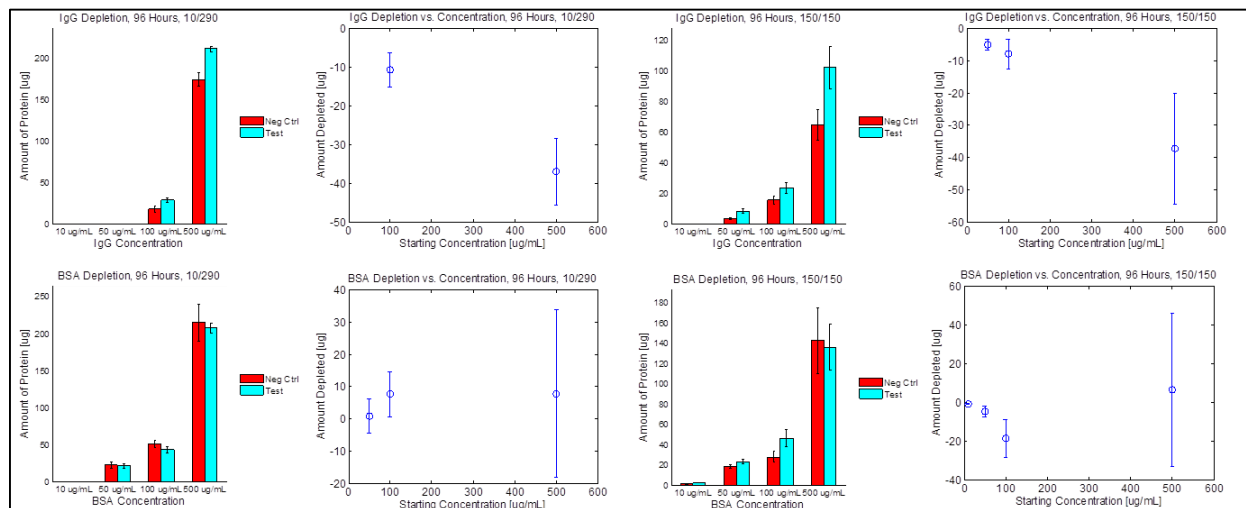 IgG Depletion, 96 Hours, 10/290
Amount of Protein [ug]
200
150
100
50
0
10 ug/mL 50 ug/mL 100 ug/mL 500 ug/mL
IgG Concentration
Neg Ctrl
Test
IgG Depletion vs. Concentration, 96 Hours, 10/290
Amount Depleted [ug]
0
-10
-20
-30
-40
-50
0 100 200 300 400 500 600
Starting Concentration [ug/mL]
IgG Depletion, 96 Hours, 150/150
Amount of Protein [ug]
120
100
80
60
40
20
0
10 ug/mL 50 ug/mL 100 ug/mL 500 ug/mL
IgG Concentration
Neg Ctrl
Test
IgG Depletion vs. Concentration, 96 Hours, 150/150
Amount Depleted [ug]
0
-10
-20
-30
-40
-50
-60
0 100 200 300 400 500 600
Starting Concentration [ug/mL]
BSA Depletion, 96 Hours, 10/290
Amount of Protein [ug]
250
200
150
100
50
0
10 ug/mL 50 ug/mL 100 ug/mL 500 ug/mL
BSA Concentration
Neg Ctrl
Test
BSA Depletion vs. Concentration, 96 Hours, 10/290
Amount Depleted [ug]
40
30
20
10
0
-10
-20
0 100 200 300 400 500 600
Starting Concentration [ug/mL]
BSA Depletion, 96 Hours, 150/150
Amount of Protein [ug]
180
160
140
120
100
80
60
40
20
0
10 ug/mL 50 ug/mL 100 ug/mL 500 ug/mL
BSA Concentration
Neg Ctrl
Test
BSA Depletion vs. Concentration, 96 Hours, 150/150
Amount Depleted [ug]
60
40
20
0
-20
-40
0 100 200 300 400 500 600
Starting Concentration [ug/mL]